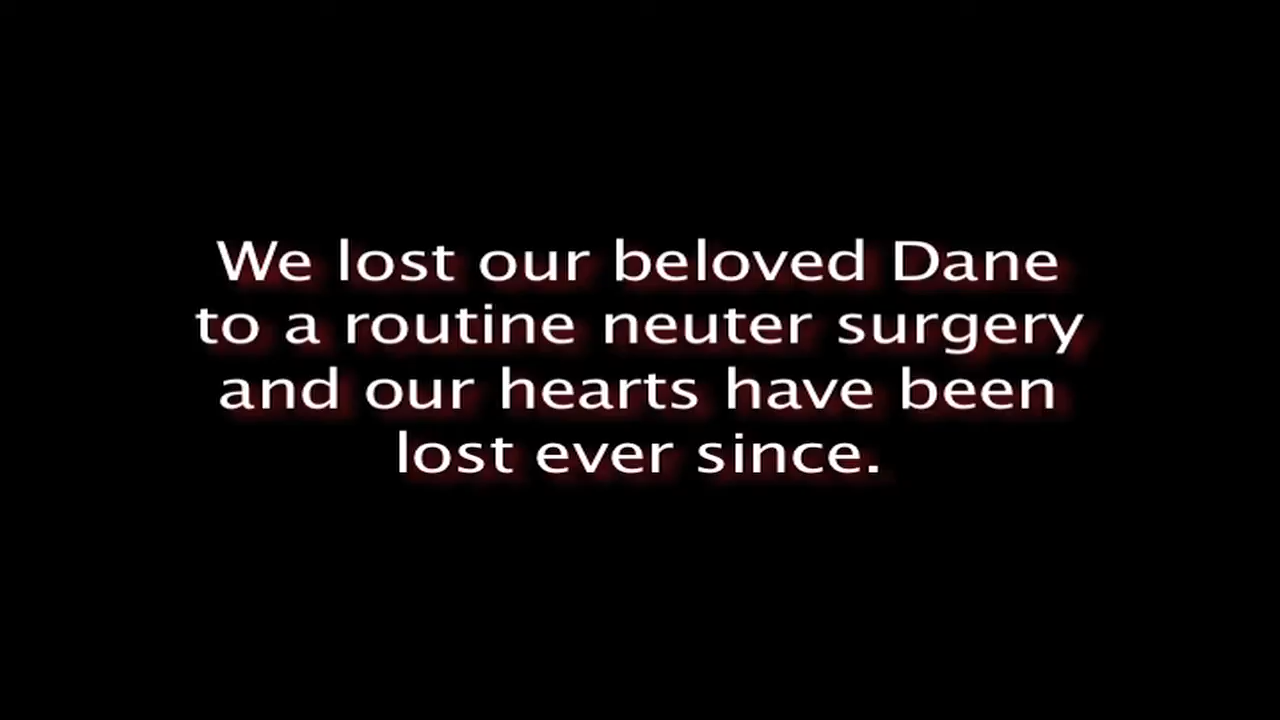 We lost our beloved Dane
to a routine neuter surgery
and our hearts have been
lost ever since.